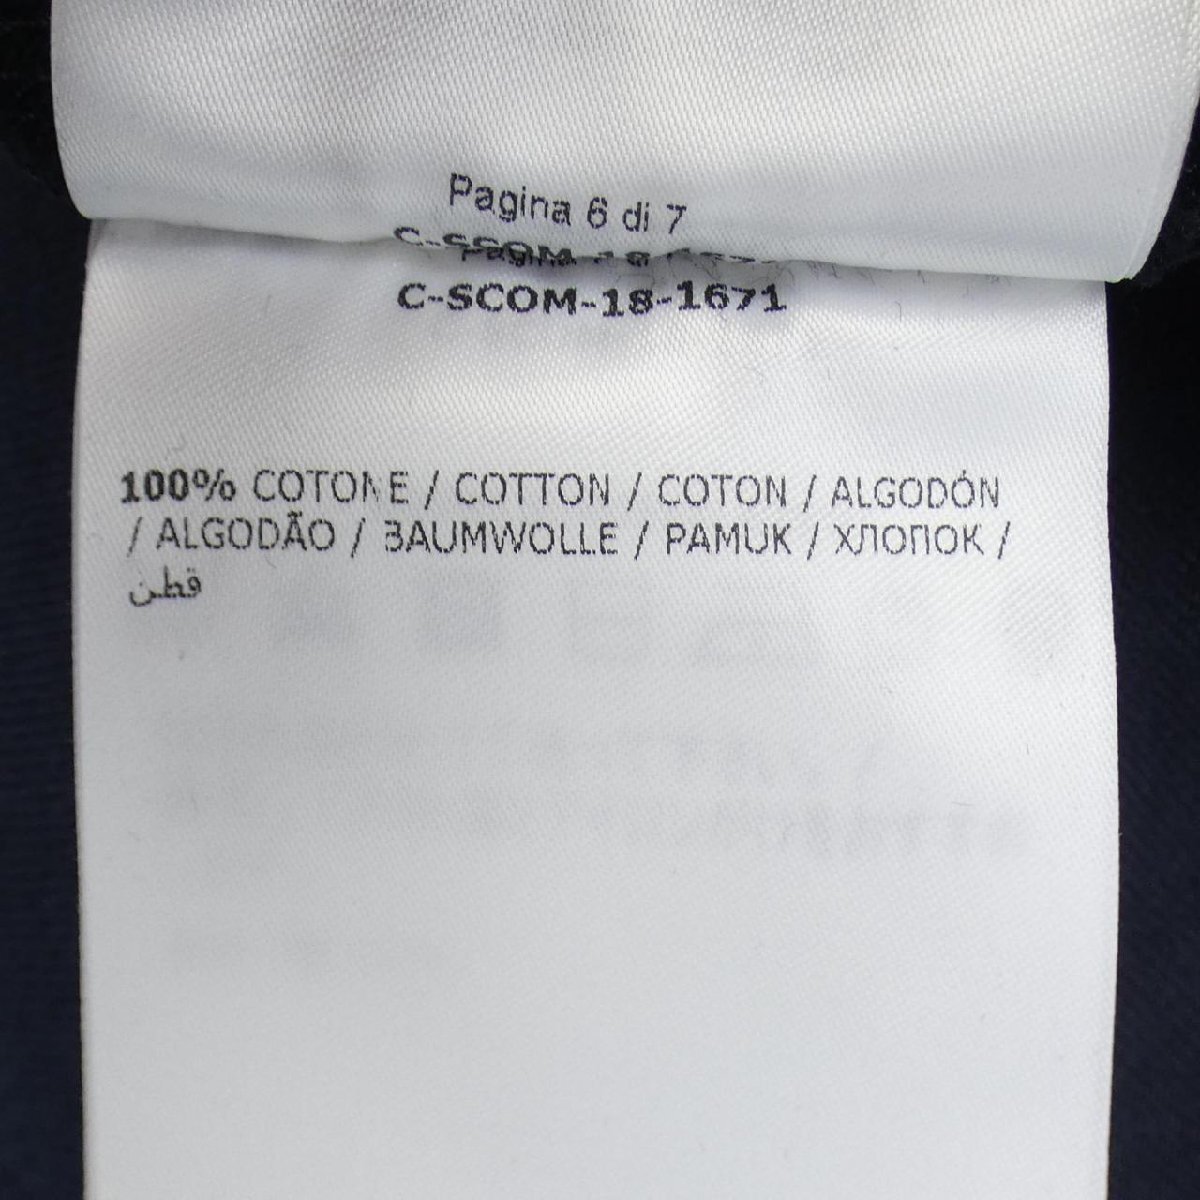 Pagina 6 di 7
C-SCOM-18-1671
100% COTONE / COTTON / COTON / ALGODÓN
/ ALGODÃO / BAUMWOLLE / PAMUK / ХЛОПОК /
قطن